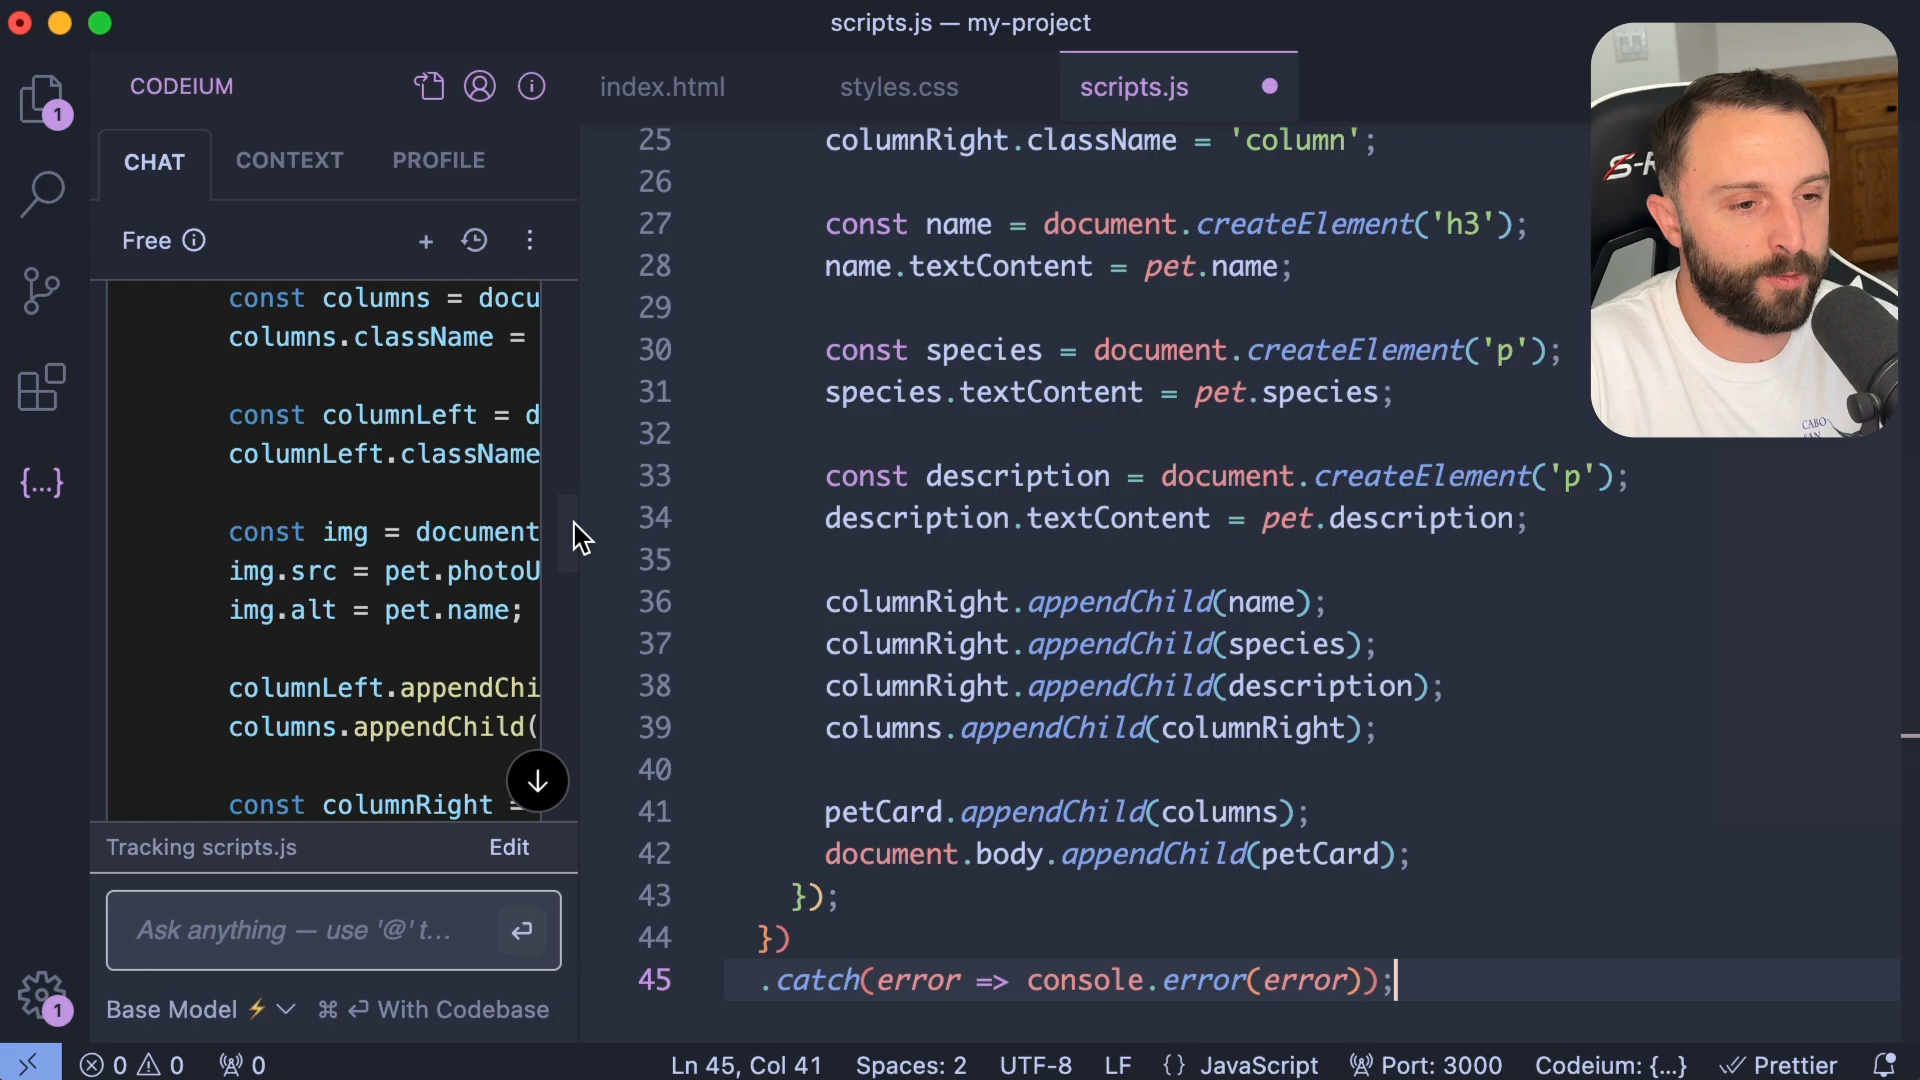 scripts.js — my-project
CODEIUM
index.html
styles.css
scripts.js
1
CHAT
CONTEXT
PROFILE
Free
const columns = docu
columns.className =
const columnLeft = d
columnLeft.className
const img = document
img.src = pet.photoU
img.alt = pet.name;
columnLeft.appendChi
columns.appendChild(
const columnRight =
Tracking scripts.js
Edit
Ask anything — use '@' t...
1
Base Model
⌘ ⏎ With Codebase
25 columnRight.className = 'column';
26
27 const name = document.createElement('h3');
28 name.textContent = pet.name;
29
30 const species = document.createElement('p');
31 species.textContent = pet.species;
32
33 const description = document.createElement('p');
34 description.textContent = pet.description;
35
36 columnRight.appendChild(name);
37 columnRight.appendChild(species);
38 columnRight.appendChild(description);
39 columns.appendChild(columnRight);
40
41 petCard.appendChild(columns);
42 document.body.appendChild(petCard);
43 });
44 })
45 .catch(error => console.error(error));
S-R
CABO
SAN
0 0 0
Ln 45, Col 41
Spaces: 2
UTF-8
LF
{ } JavaScript
Port: 3000
Codeium: {...}
Prettier